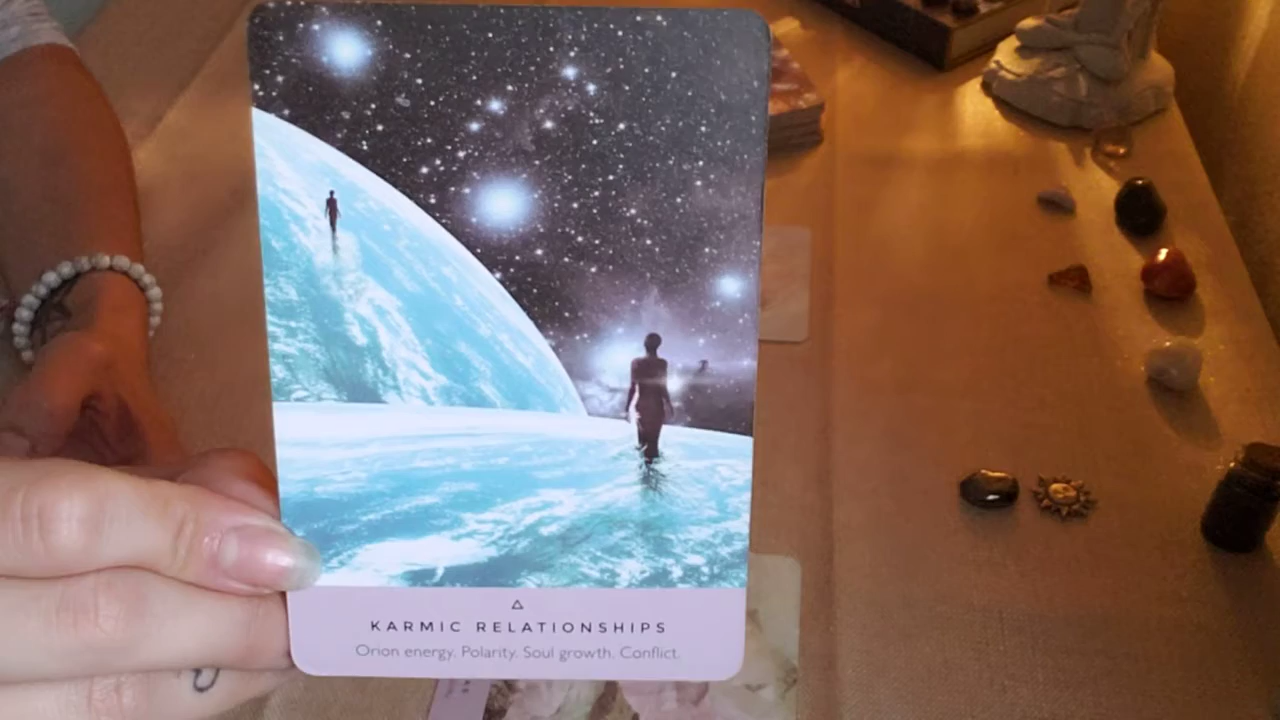 KARMIC RELATIONSHIPS
Orion energy. Polarity. Soul growth. Conflict.